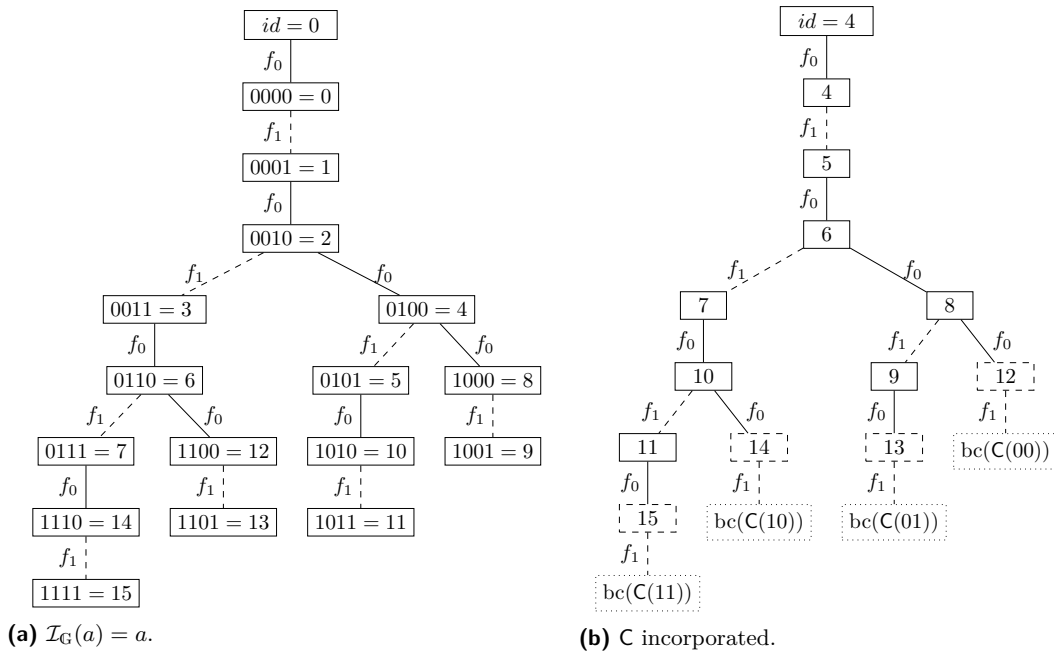 id = 0
f₀
0000 = 0
f₁
0001 = 1
f₀
0010 = 2
f₁ f₀
0011 = 3 0100 = 4
f₀ f₁ f₀
0110 = 6 0101 = 5 1000 = 8
f₁ f₀ f₀ f₁
0111 = 7 1100 = 12 1010 = 10 1001 = 9
f₀ f₁ f₁
1110 = 14 1101 = 13 1011 = 11
f₁
1111 = 15
(a) ℐ_𝔾(a) = a.
id = 4
f₀
4
f₁
5
f₀
6
f₁ f₀
7 8
f₀ f₁ f₀
10 9 12
f₁ f₀ f₀ f₁
11 14 13 bc(C(00))
f₀ f₁ f₁
15 bc(C(10)) bc(C(01))
f₁
bc(C(11))
(b) C incorporated.